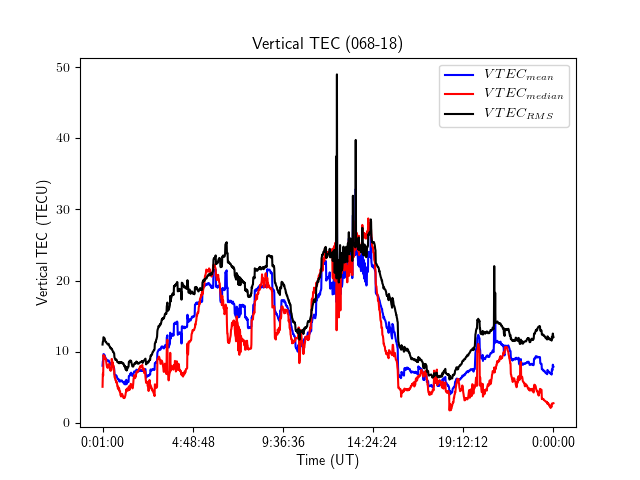 Vertical TEC (068-18)
VTEC_mean
VTEC_median
VTEC_RMS
Vertical TEC (TECU)
50
40
30
20
10
0
0:01:00 4:48:48 9:36:36 14:24:24 19:12:12 0:00:00
Time (UT)